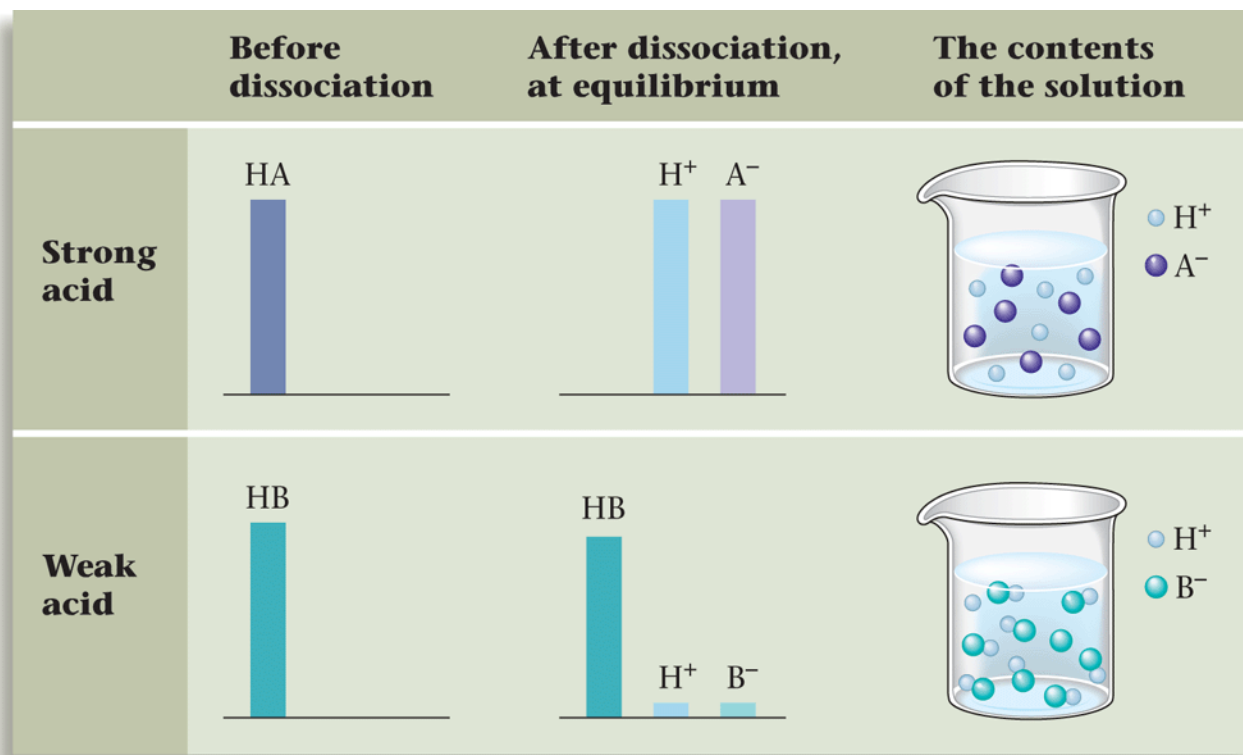 Before
dissociation
After dissociation,
at equilibrium
The contents
of the solution
Strong
acid
HA
H⁺ A⁻
H⁺
A⁻
Weak
acid
HB
HB
H⁺ B⁻
H⁺
B⁻